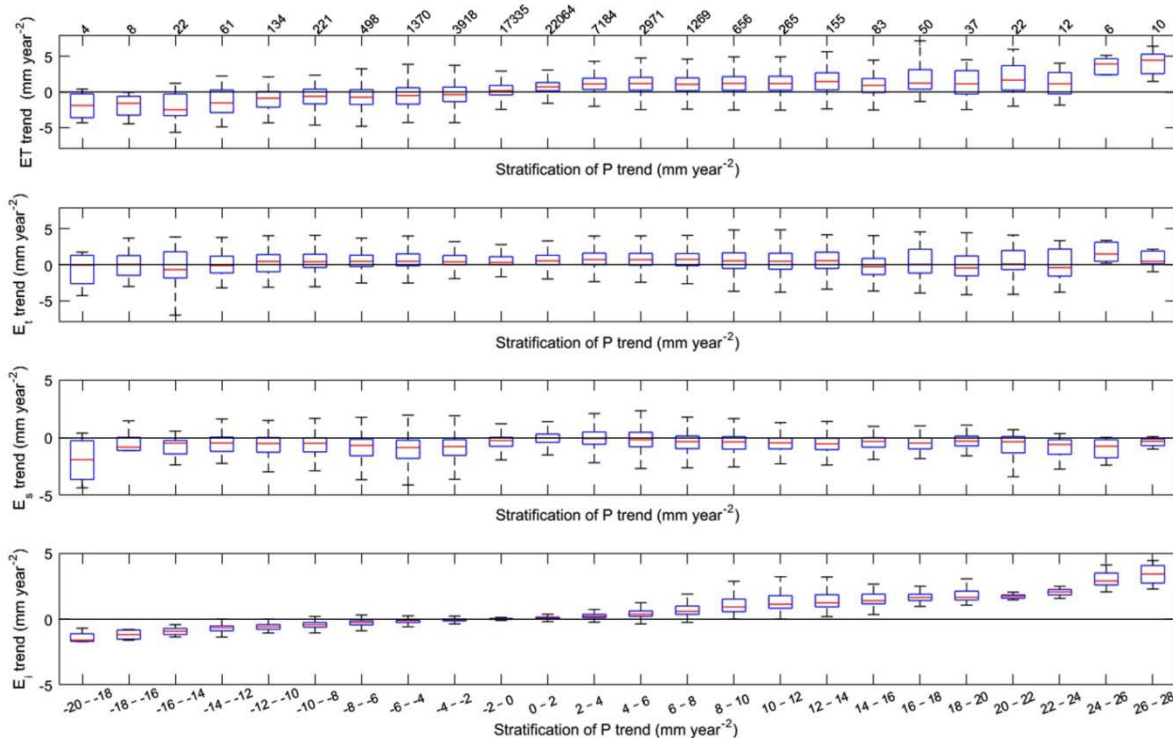 4 8 22 61 134 221 498 1370 3918 17335 22064 7184 2971 1269 656 265 155 83 50 37 22 12 6 10
ET trend (mm year-2)
5
0
-5
Stratification of P trend (mm year-2)
Et trend (mm year-2)
5
0
-5
Stratification of P trend (mm year-2)
Es trend (mm year-2)
5
0
-5
Stratification of P trend (mm year-2)
Ei trend (mm year-2)
5
0
-5
-20 – -18 -18 – -16 -16 – -14 -14 – -12 -12 – -10 -10 – -8 -8 – -6 -6 – -4 -4 – -2 -2 – 0 0 – 2 2 – 4 4 – 6 6 – 8 8 – 10 10 – 12 12 – 14 14 – 16 16 – 18 18 – 20 20 – 22 22 – 24 24 – 26 26 – 28
Stratification of P trend (mm year-2)